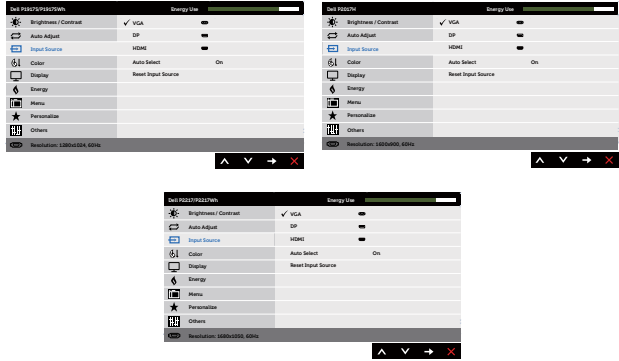 Dell P1917S/P1917SWh Energy Use
Brightness / Contrast ✓ VGA
Auto Adjust DP
Input Source HDMI
Color Auto Select On
Display Reset Input Source
Energy
Menu
Personalize
Others
Resolution: 1280x1024, 60Hz
Dell P2017H Energy Use
Brightness / Contrast ✓ VGA
Auto Adjust DP
Input Source HDMI
Color Auto Select On
Display Reset Input Source
Energy
Menu
Personalize
Others
Resolution: 1600x900, 60Hz
Dell P2217/P2217Wh Energy Use
Brightness / Contrast ✓ VGA
Auto Adjust DP
Input Source HDMI
Color Auto Select On
Display Reset Input Source
Energy
Menu
Personalize
Others
Resolution: 1680x1050, 60Hz